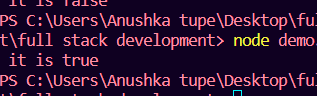 it is false
PS C:\Users\Anushka tupe\Desktop\ful
t\full stack development> node demo.
it is true
PS C:\Users\Anushka tupe\Desktop\ful